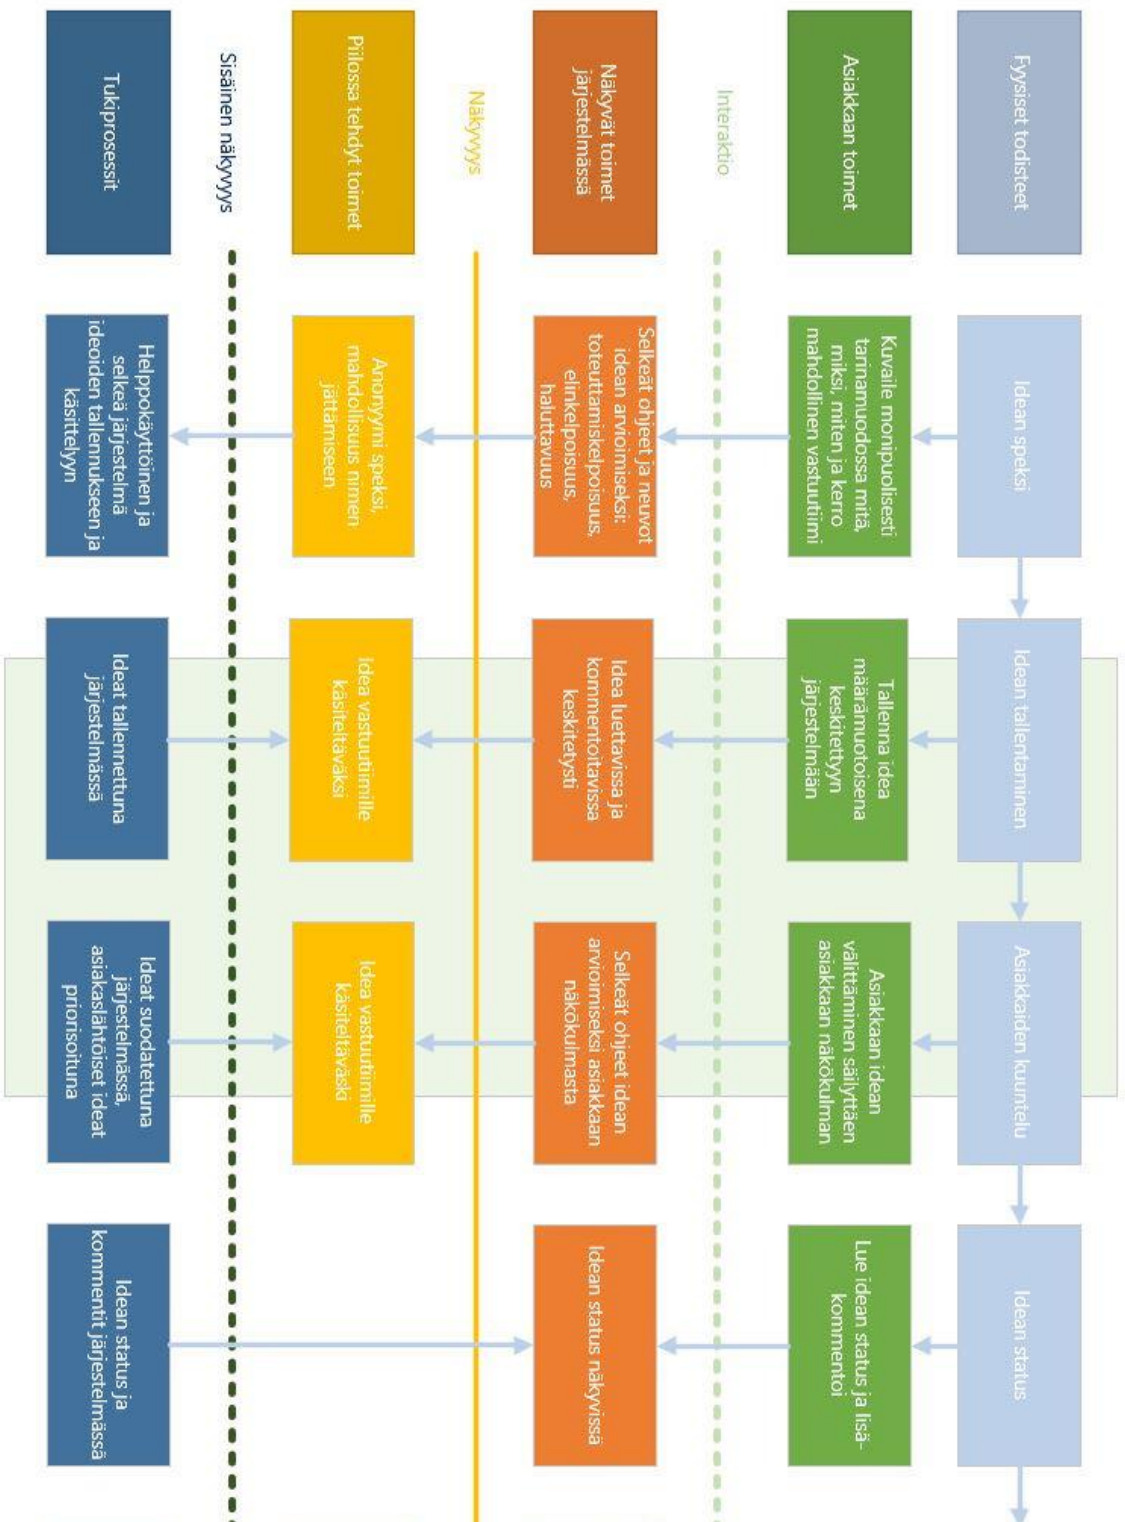 Fyysiset todisteet
Idean speksi
Idean tallentaminen
Asiakkaiden kuuntelu
Idean status
Asiakkaan toimet
Kuvaile monipuolisesti
tarinamuodossa mitä,
miksi, miten ja kerro
mahdollinen vastuutiimi
Tallenna idea
määrämuotoisena
keskitettyyn
järjestelmään
Asiakkaan idean
välittäminen säilyttäen
asiakkaan näkökulman
Lue idean status ja lisä-
kommentoi
Interaktio
Näkyvät toimet
järjestelmässä
Selkeät ohjeet ja neuvot
idean arvioimiseksi:
toteuttamiskelpoisuus,
elinkelpoisuus,
haluttavuus
Idea luettavissa ja
kommentoitavissa
keskitetysti
Selkeät ohjeet idean
arvioimiseksi asiakkaan
näkökulmasta
Idean status näkyvissä
Näkyvyys
Piilossa tehdyt toimet
Anonyymi speksi,
mahdollisuus nimen
jättämiseen
Idea vastuutiimille
käsiteltäväksi
Idea vastuutiimille
käsiteltäväski
Sisäinen näkyvyys
Tukiprosessit
Helppokäyttöinen ja
selkeä järjestelmä
ideoiden tallennukseen ja
käsittelyyn
Ideat tallennettuna
järjestelmässä
Ideat suodatettuna
järjestelmässä,
asiakaslähtöiset ideat
priorisoituna
Idean status ja
kommentit järjestelmässä